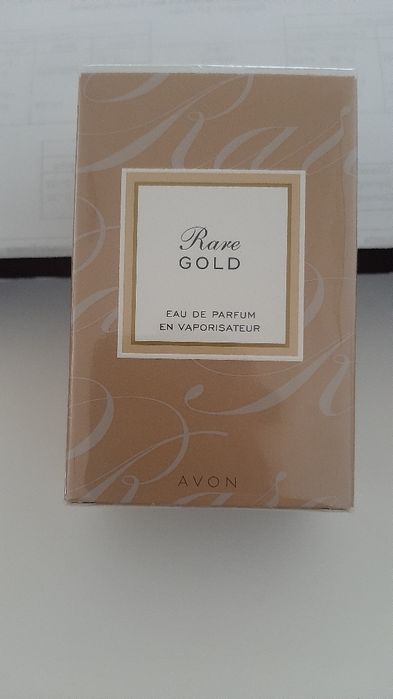 Rare
GOLD
EAU DE PARFUM
EN VAPORISATEUR
AVON